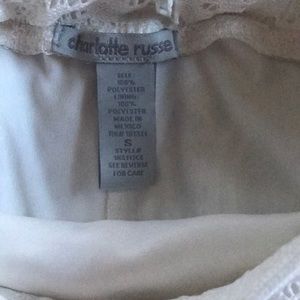 charlotte russe
SELF:
100%
POLYESTER
LINING:
100%
POLYESTER
MADE IN
MEXICO
S
STYLE#
SEE REVERSE
FOR CARE